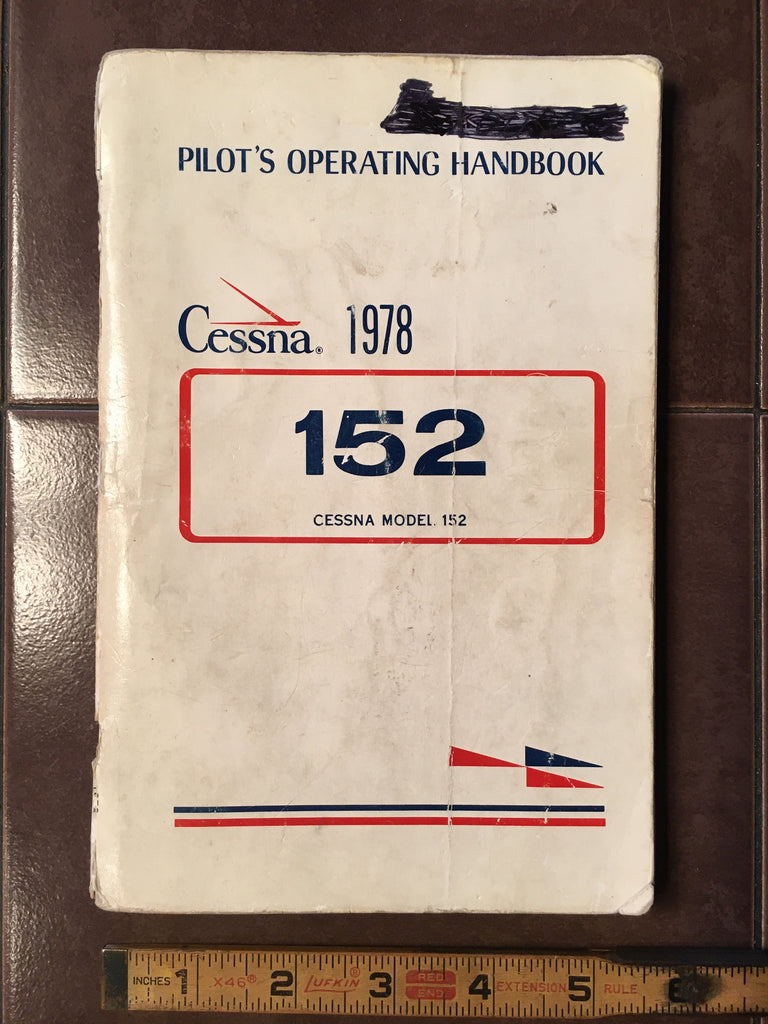 PILOT'S OPERATING HANDBOOK
Cessna® 1978
152
CESSNA MODEL 152
INCHES 1 X46® 2 LUFKIN® 3 RED END 4 EXTENSION 5 RULE 6